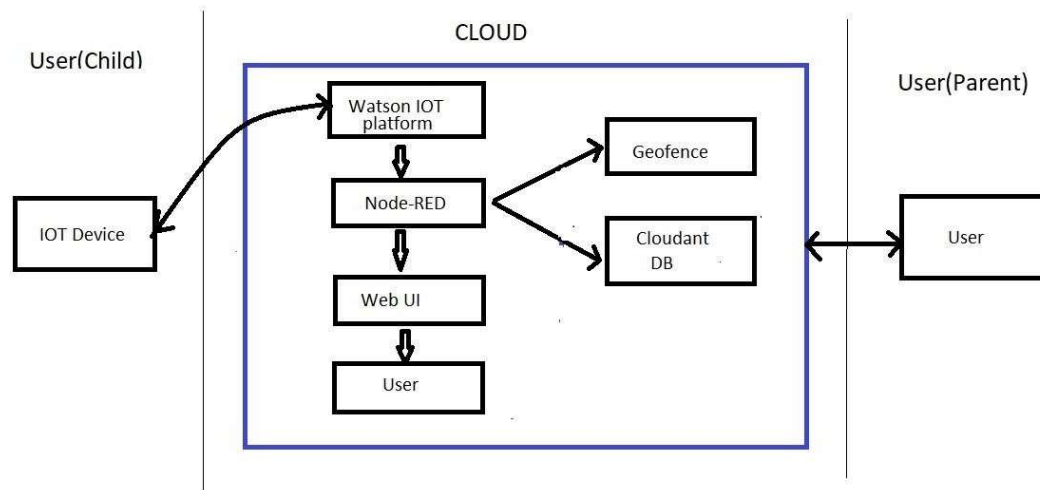 User(Child)
IOT Device
CLOUD
Watson IOT
platform
Node-RED
Web UI
User
Geofence
Cloudant
DB
User(Parent)
User